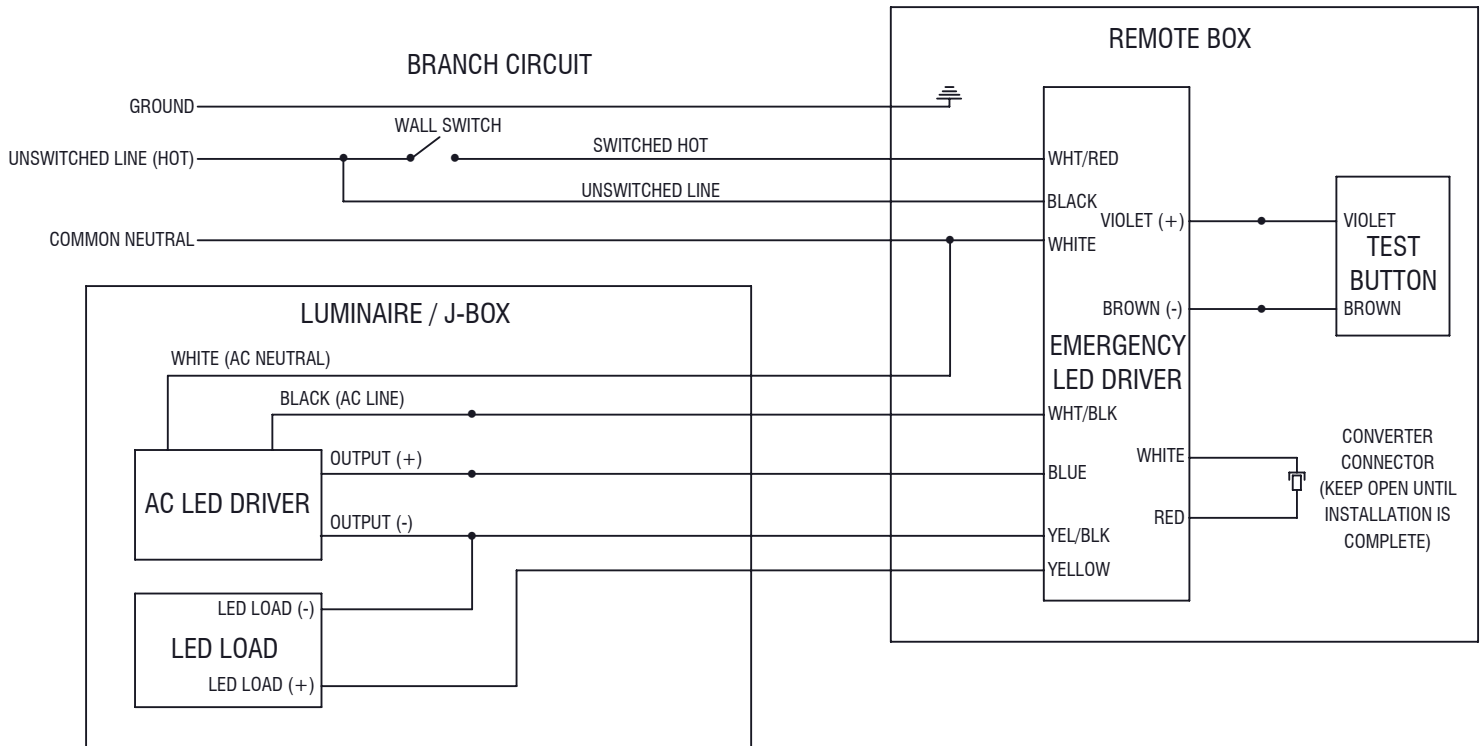 REMOTE BOX
BRANCH CIRCUIT
GROUND
WALL SWITCH
UNSWITCHED LINE (HOT)
SWITCHED HOT
WHT/RED
UNSWITCHED LINE
BLACK
VIOLET (+)
VIOLET
COMMON NEUTRAL
WHITE
TEST
BUTTON
BROWN (-)
BROWN
LUMINAIRE / J-BOX
EMERGENCY
LED DRIVER
WHITE (AC NEUTRAL)
BLACK (AC LINE)
WHT/BLK
OUTPUT (+)
BLUE
WHITE
RED
CONVERTER
CONNECTOR
(KEEP OPEN UNTIL
INSTALLATION IS
COMPLETE)
AC LED DRIVER
OUTPUT (-)
YEL/BLK
YELLOW
LED LOAD (-)
LED LOAD
LED LOAD (+)